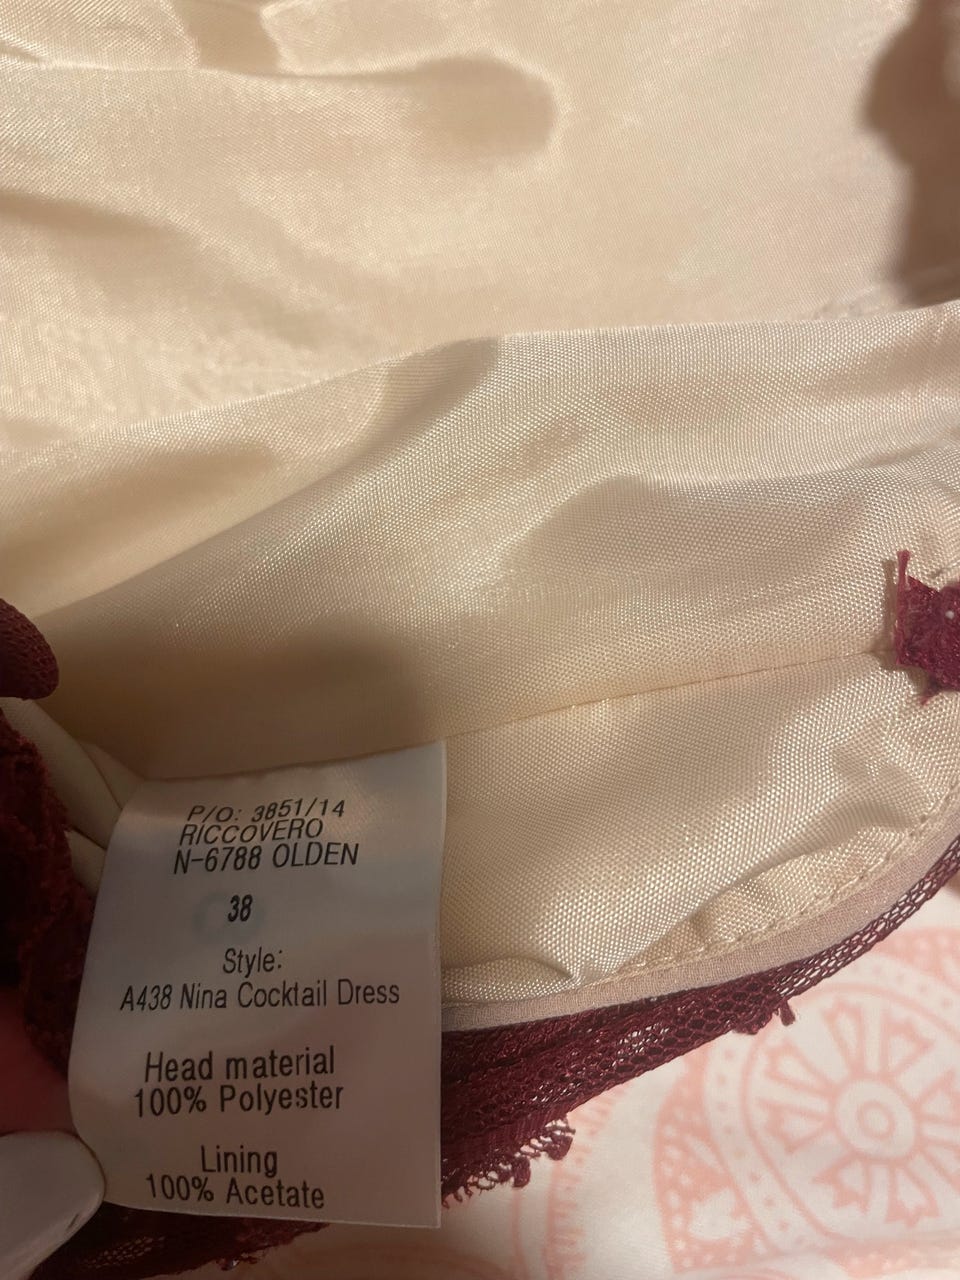 P/O: 3851/14
RICCOVERO
N-6788 OLDEN
38
Style:
A438 Nina Cocktail Dress
Head material
100% Polyester
Lining
100% Acetate